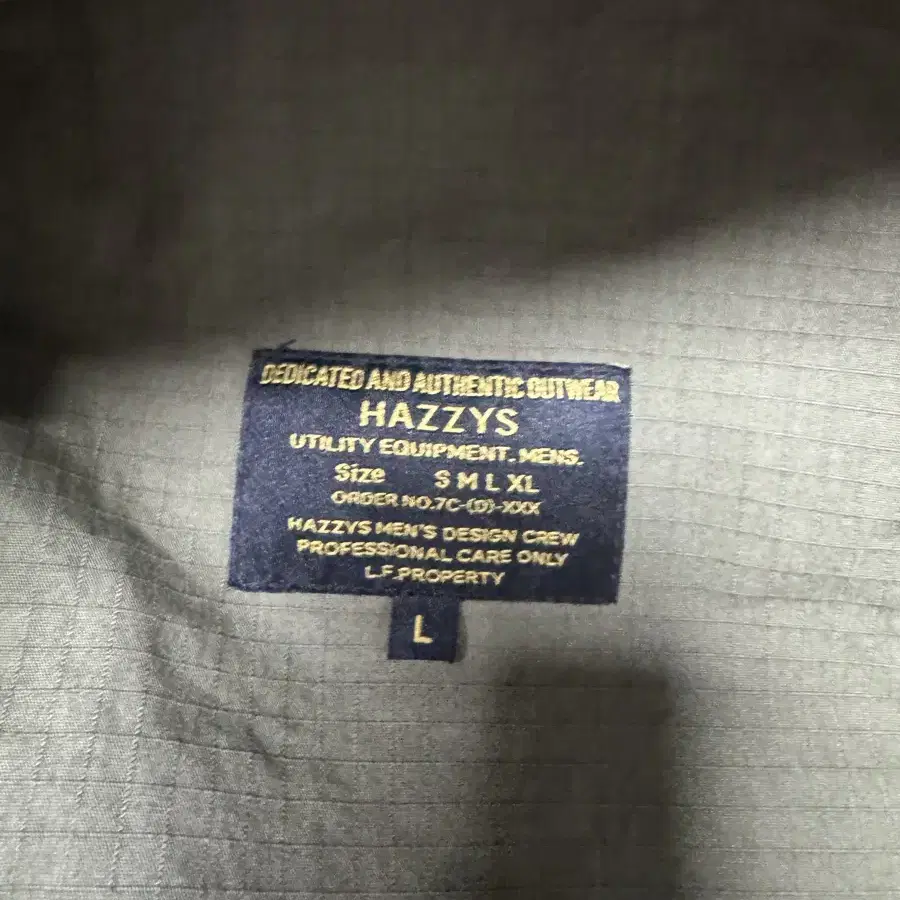 DEDICATED AND AUTHENTIC OUTWEAR
HAZZYS
UTILITY EQUIPMENT. MENS.
Size S M L XL
ORDER NO.7C-(D)-XXX
HAZZYS MEN'S DESIGN CREW
PROFESSIONAL CARE ONLY
L.F.PROPERTY
L